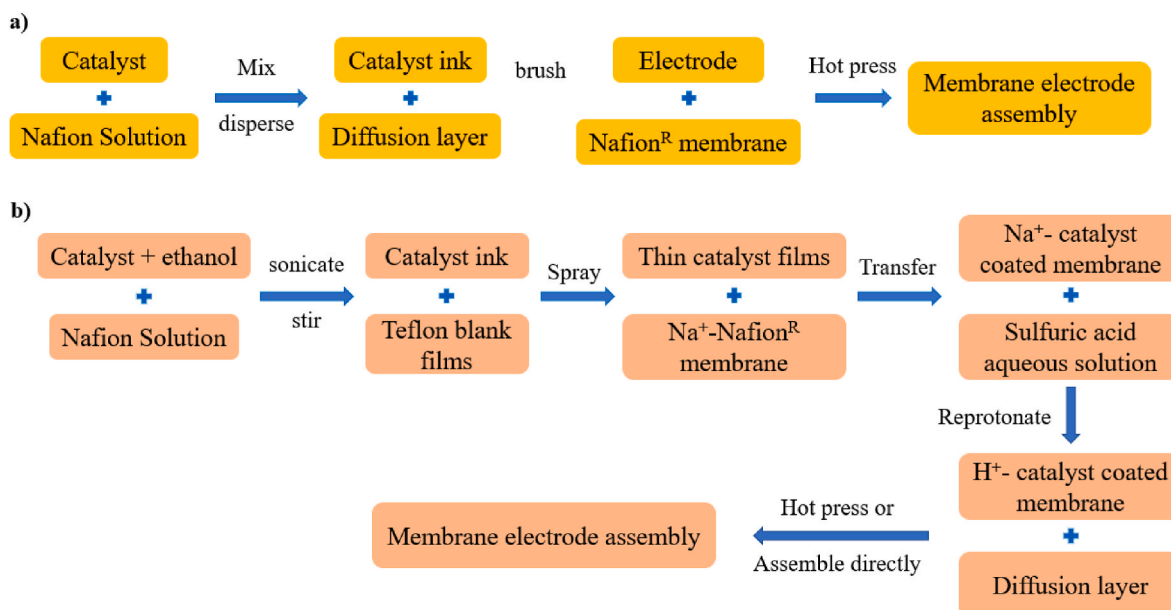 a)
Catalyst
+
Nafion Solution
Mix
disperse
Catalyst ink
+
Diffusion layer
brush
Electrode
+
Nafionᴿ membrane
Hot press
Membrane electrode
assembly
b)
Catalyst + ethanol
+
Nafion Solution
sonicate
stir
Catalyst ink
+
Teflon blank
films
Spray
Thin catalyst films
+
Na⁺-Nafionᴿ
membrane
Transfer
Na⁺- catalyst
coated membrane
+
Sulfuric acid
aqueous solution
Reprotonate
H⁺- catalyst coated
membrane
+
Diffusion layer
Hot press or
Assemble directly
Membrane electrode assembly